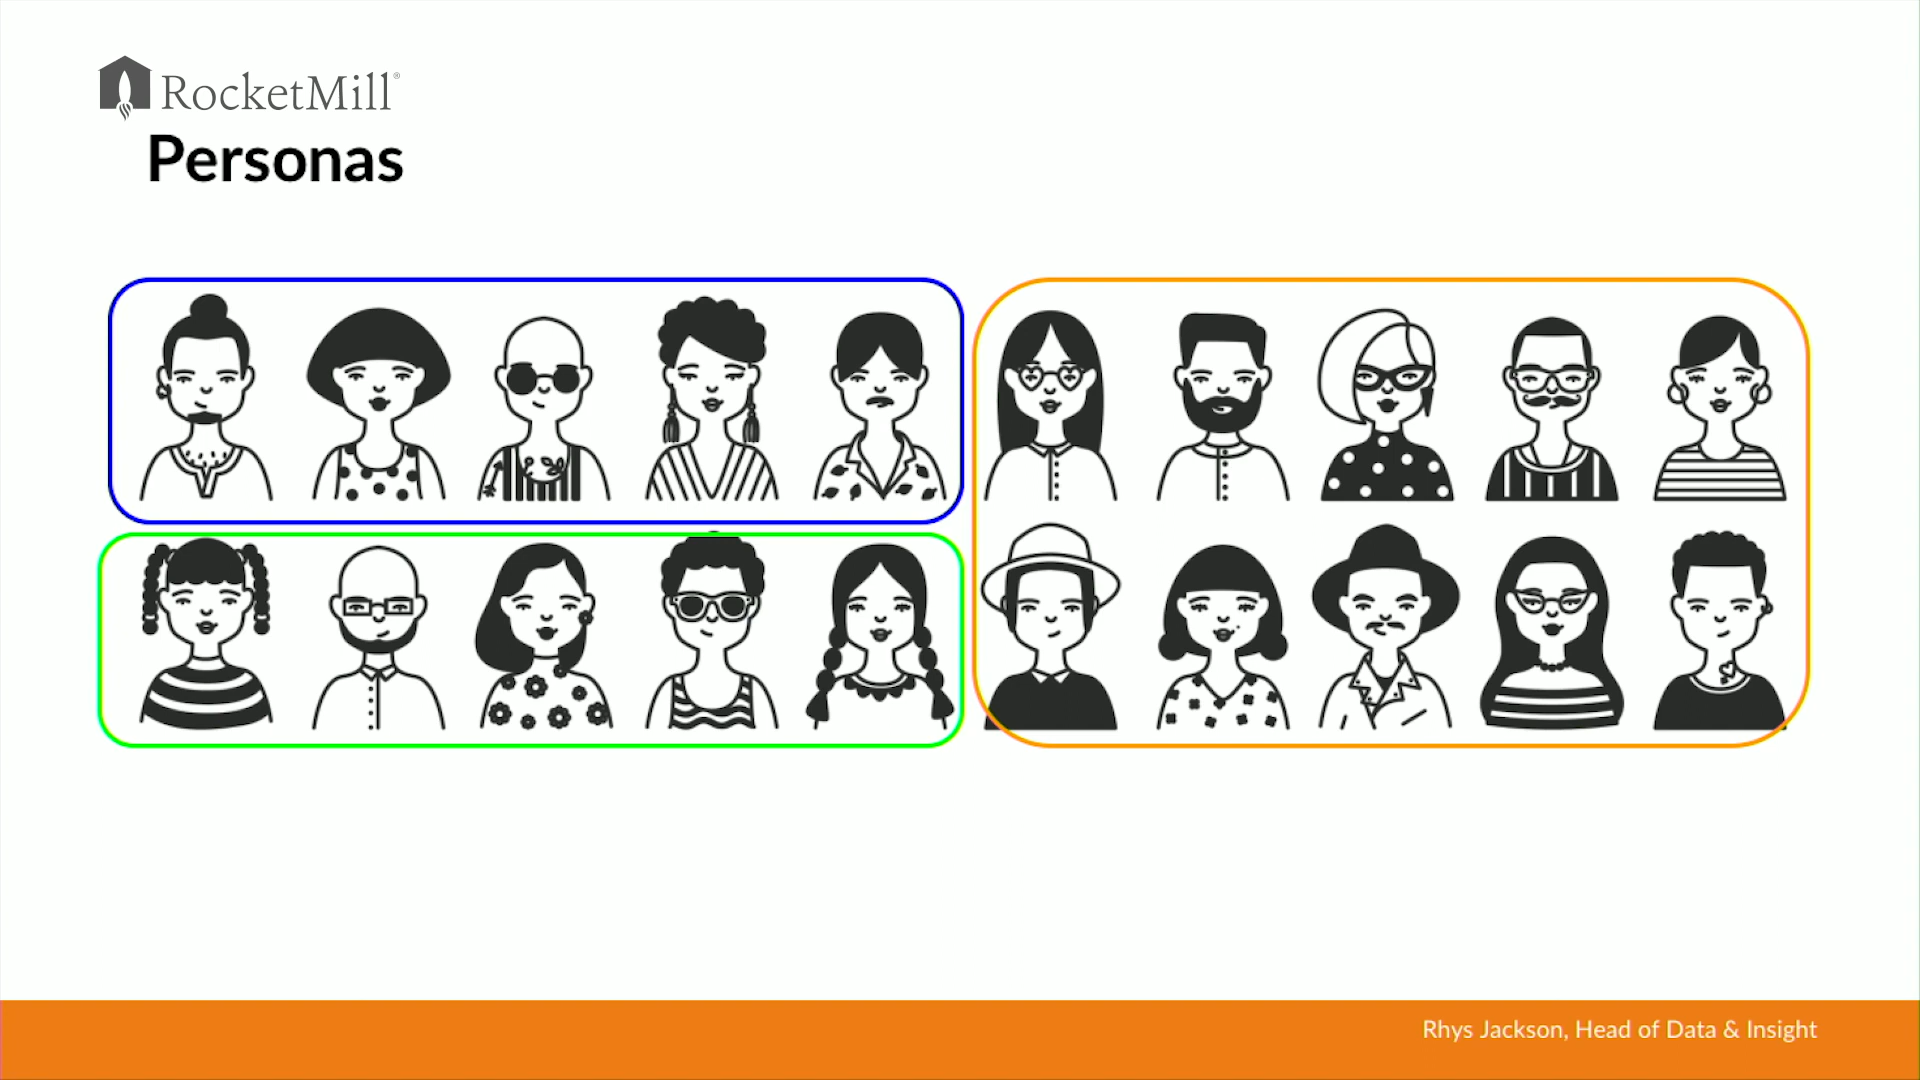 RocketMill®
Personas
Rhys Jackson, Head of Data & Insight